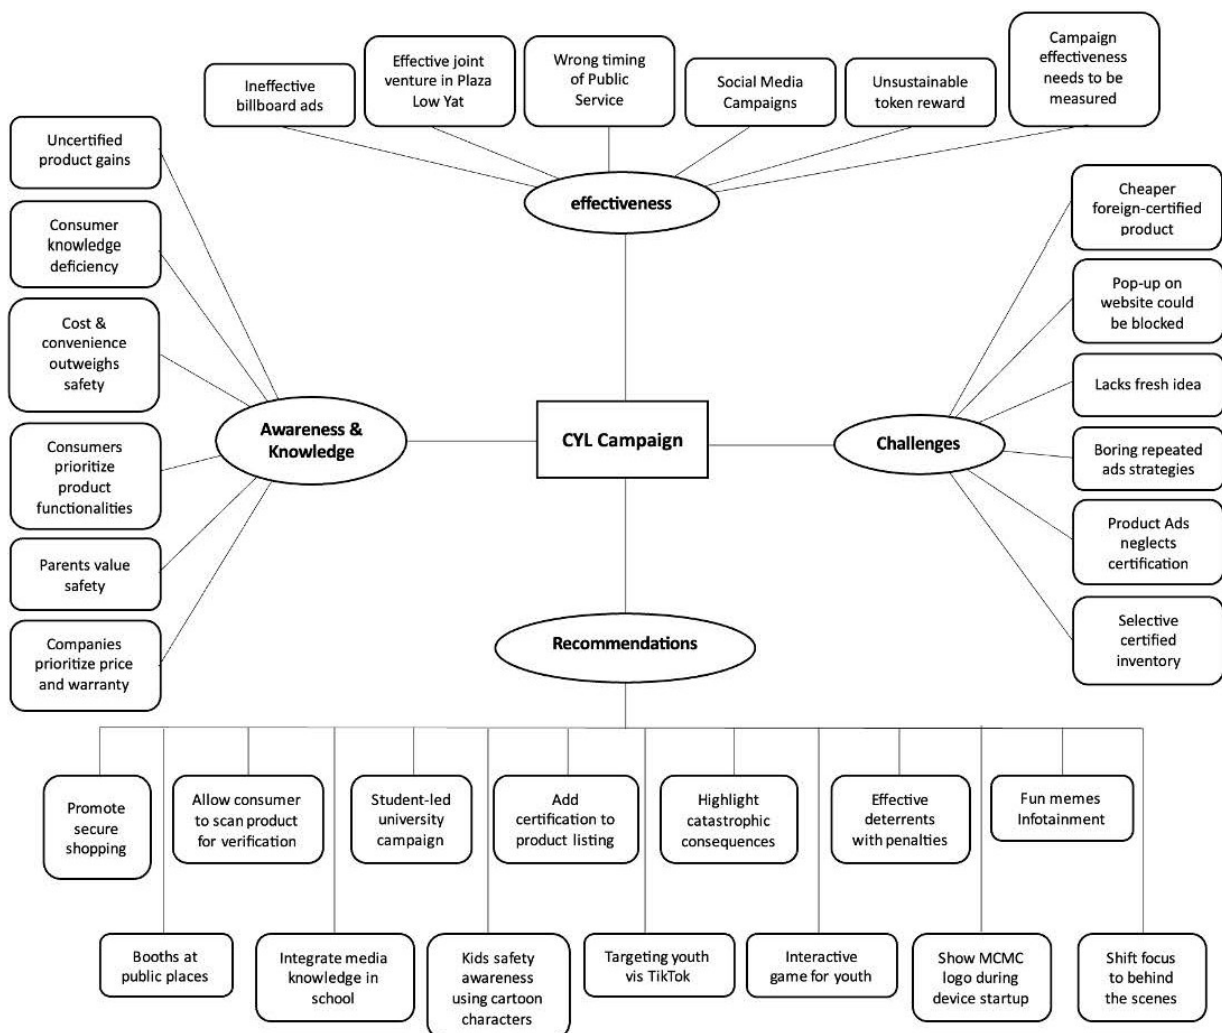 Ineffective
billboard ads
Effective joint
venture in Plaza
Low Yat
Wrong timing
of Public
Service
Social Media
Campaigns
Unsustainable
token reward
Campaign
effectiveness
needs to be
measured
effectiveness
Uncertified
product gains
Consumer
knowledge
deficiency
Cost &
convenience
outweighs
safety
Consumers
prioritize
product
functionalities
Parents value
safety
Companies
prioritize price
and warranty
Awareness &
Knowledge
CYL Campaign
Challenges
Cheaper
foreign-certified
product
Pop-up on
website could
be blocked
Lacks fresh idea
Boring repeated
ads strategies
Product Ads
neglects
certification
Selective
certified
inventory
Recommendations
Promote
secure
shopping
Allow consumer
to scan product
for verification
Student-led
university
campaign
Add
certification to
product listing
Highlight
catastrophic
consequences
Effective
deterrents
with penalties
Fun memes
Infotainment
Booths at
public places
Integrate media
knowledge in
school
Kids safety
awareness
using cartoon
characters
Targeting youth
vis TikTok
Interactive
game for youth
Show MCMC
logo during
device startup
Shift focus
to behind
the scenes